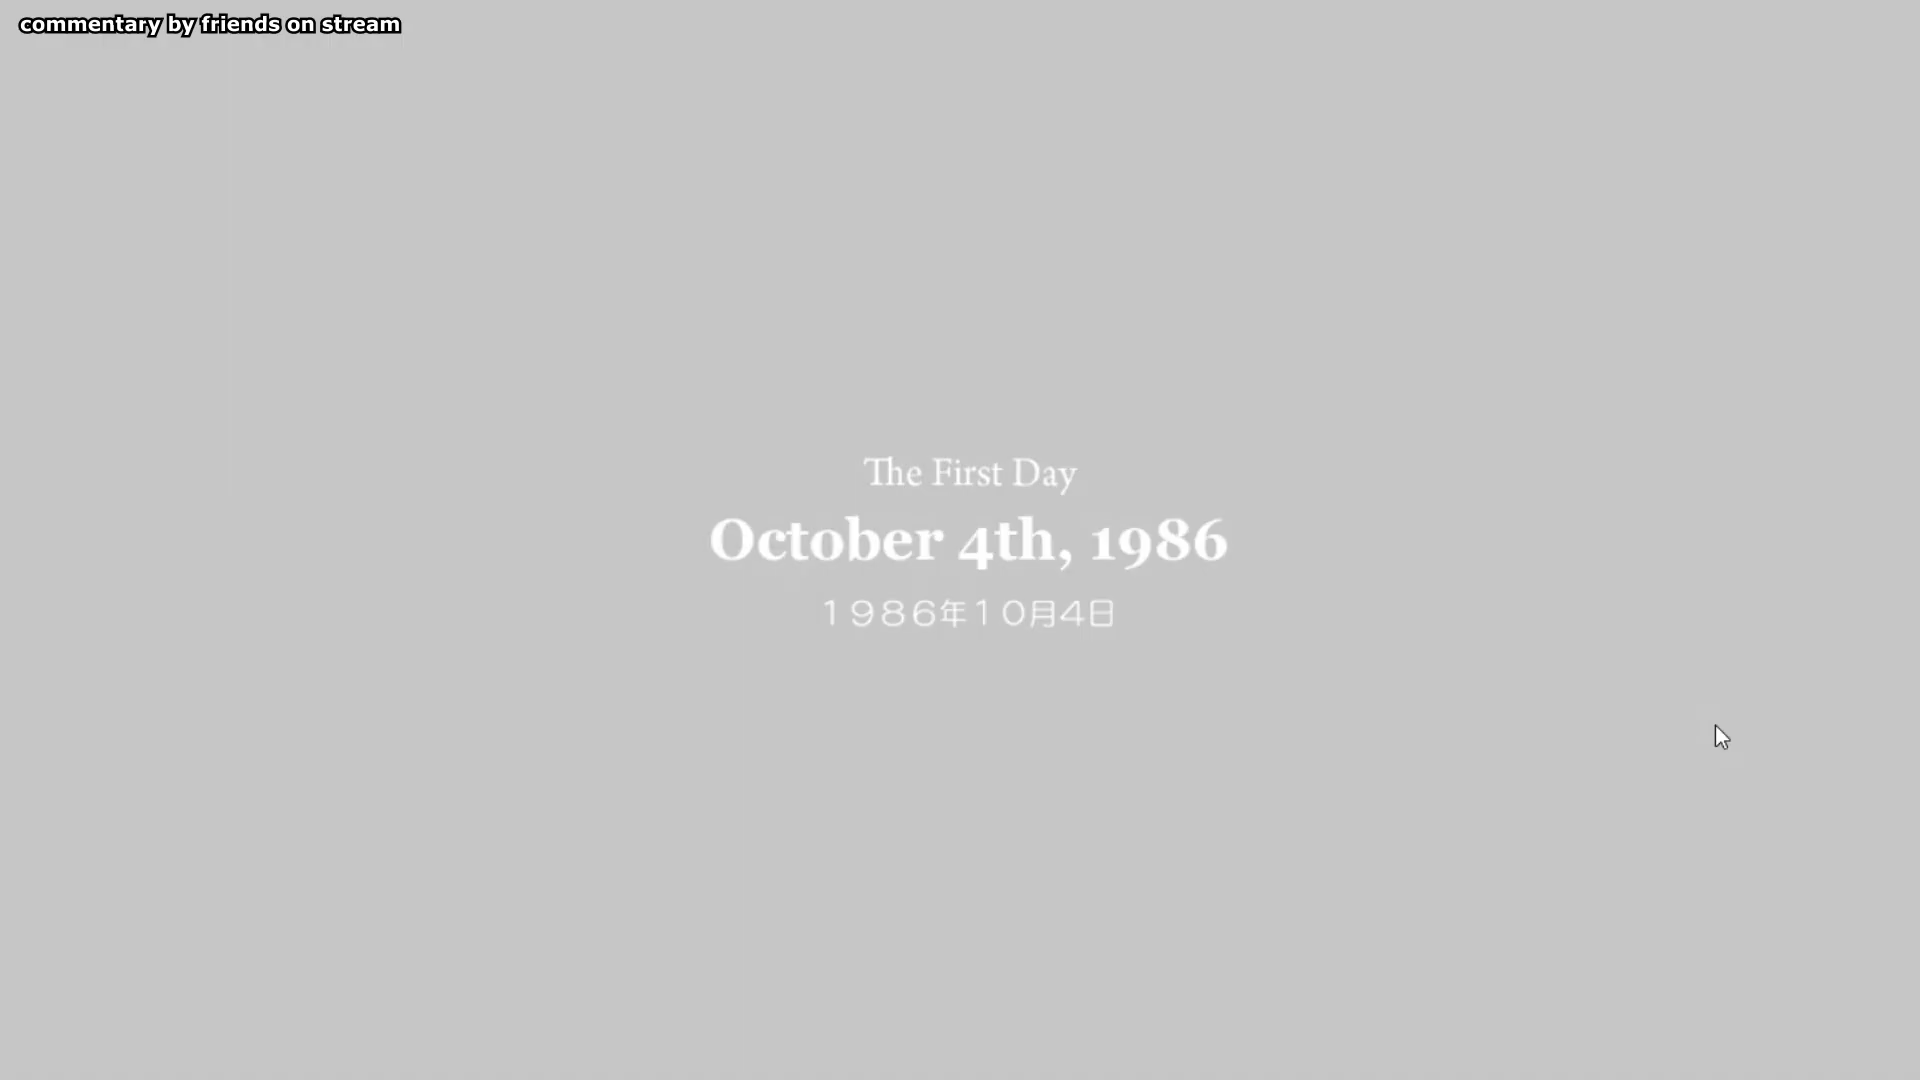 commentary by friends on stream
The First Day
October 4th, 1986
1986年10月4日